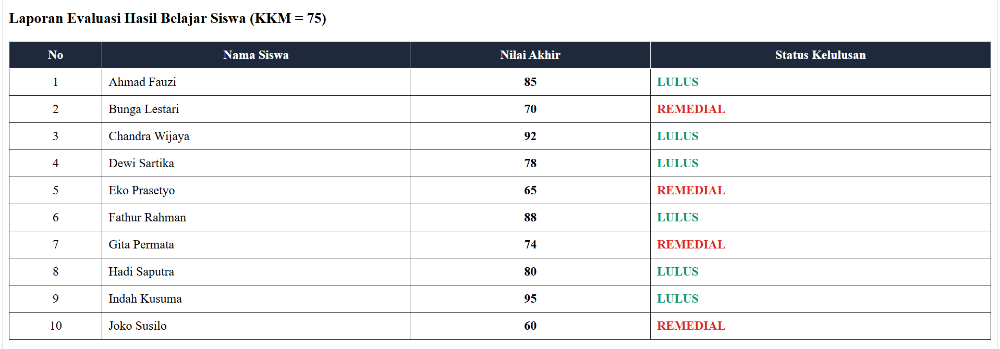 Laporan Evaluasi Hasil Belajar Siswa (KKM = 75)
No Nama Siswa Nilai Akhir Status Kelulusan
1 Ahmad Fauzi 85 LULUS
2 Bunga Lestari 70 REMEDIAL
3 Chandra Wijaya 92 LULUS
4 Dewi Sartika 78 LULUS
5 Eko Prasetyo 65 REMEDIAL
6 Fathur Rahman 88 LULUS
7 Gita Permata 74 REMEDIAL
8 Hadi Saputra 80 LULUS
9 Indah Kusuma 95 LULUS
10 Joko Susilo 60 REMEDIAL